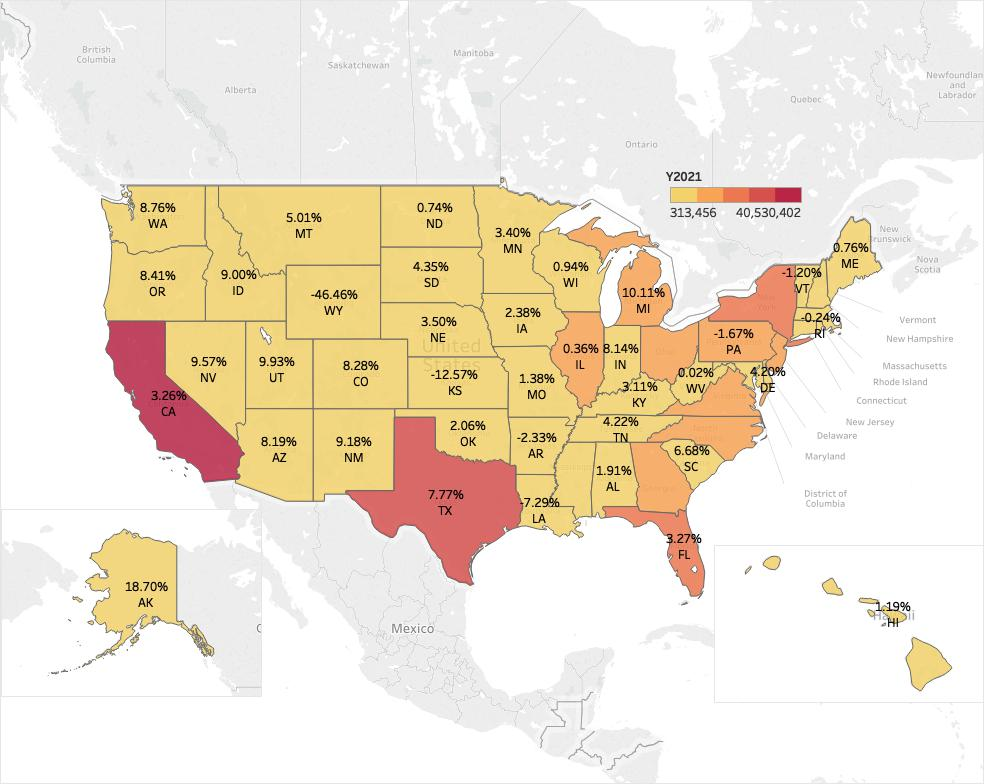 British
Columbia
Alberta
Saskatchewan
Manitoba
Ontario
Quebec
Newfoundlan
and
Labrador
Y2021
313,456 40,530,402
New
Brunswick
Nova
Scotia
8.76%
WA
5.01%
MT
0.74%
ND
3.40%
MN
0.94%
WI
10.11%
MI
0.76%
ME
-1.20%
VT
-0.24%
RI
8.41%
OR
9.00%
ID
-46.46%
WY
4.35%
SD
2.38%
IA
3.50%
NE
United
States
0.36%
IL
8.14%
IN
-1.67%
PA
4.20%
DE
0.02%
WV
3.11%
KY
9.57%
NV
9.93%
UT
8.28%
CO
-12.57%
KS
1.38%
MO
3.26%
CA
8.19%
AZ
9.18%
NM
2.06%
OK
-2.33%
AR
4.22%
TN
6.68%
SC
1.91%
AL
7.77%
TX
-7.29%
LA
3.27%
FL
Vermont
New Hampshire
Massachusetts
Rhode Island
Connecticut
New Jersey
Delaware
Maryland
District of
Columbia
18.70%
AK
Mexico
1.19%
HI